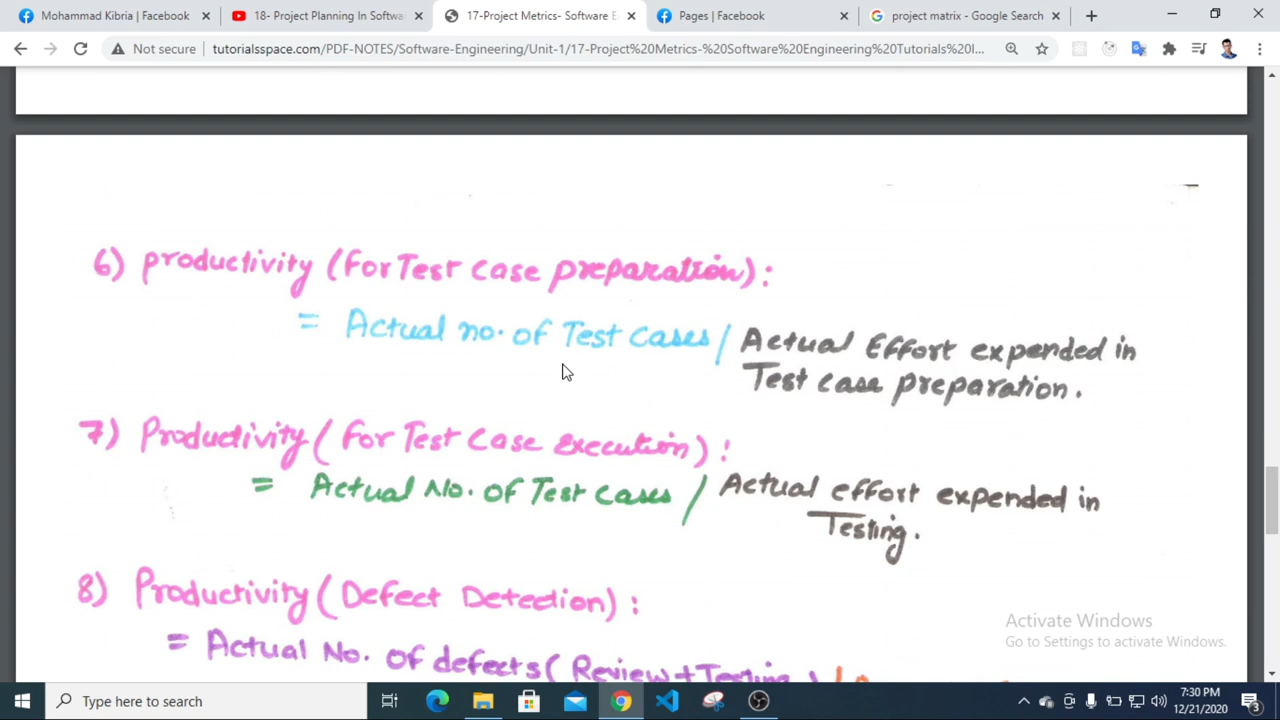 Mohammad Kibria | Facebook
18- Project Planning In Softwa
17-Project Metrics- Software E
Pages | Facebook
project matrix - Google Search
Not secure | tutorialsspace.com/PDF-NOTES/Software-Engineering/Unit-1/17-Project%20Metrics-%20Software%20Engineering%20Tutorials%20I...
6) productivity (For Test Case preparation):
= Actual no. of Test Cases / Actual Effort expended in
Test case preparation.
7) Productivity (For Test Case Execution):
= Actual No. of Test Cases / Actual effort expended in
Testing.
8) Productivity (Defect Detection):
= Actual No. of defects (Review + Testing) /
Activate Windows
Go to Settings to activate Windows.
Type here to search
7:30 PM
12/21/2020
3